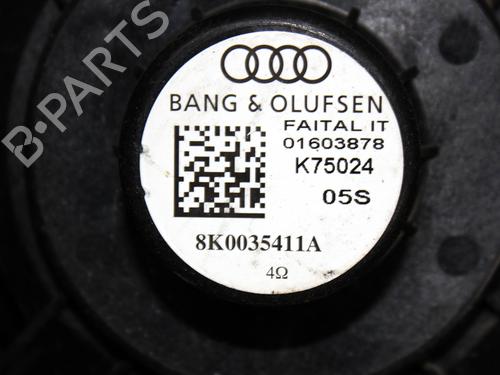 B-PARTS
BANG & OLUFSEN
FAITAL IT
01603878
K75024
05S
8K0035411A
4Ω